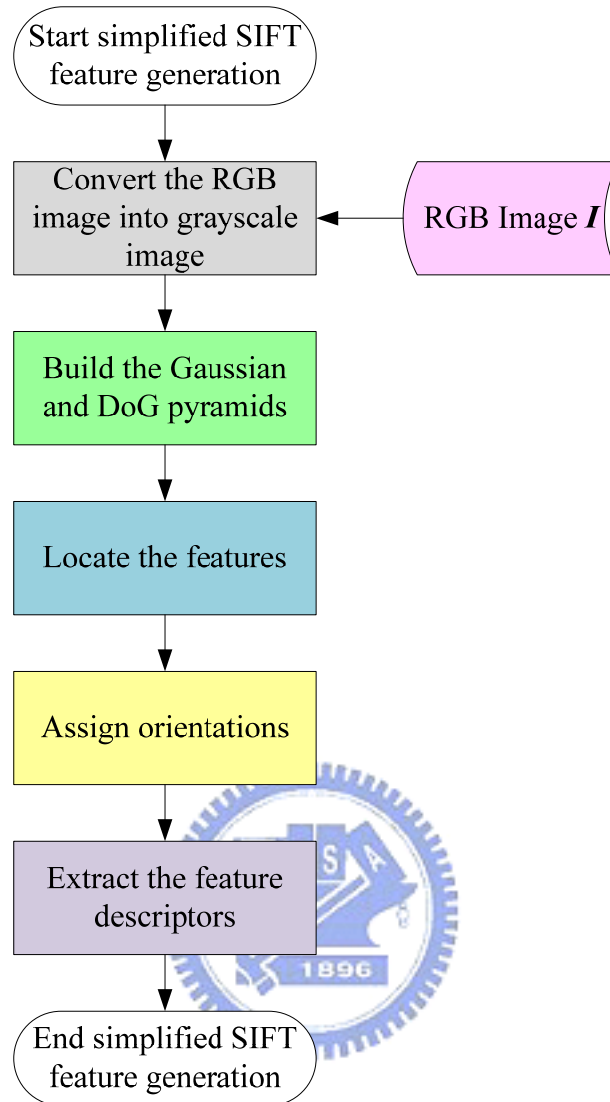 Start simplified SIFT
feature generation
Convert the RGB
image into grayscale
image
RGB Image I
Build the Gaussian
and DoG pyramids
Locate the features
Assign orientations
S A
Extract the feature
descriptors
1896
End simplified SIFT
feature generation